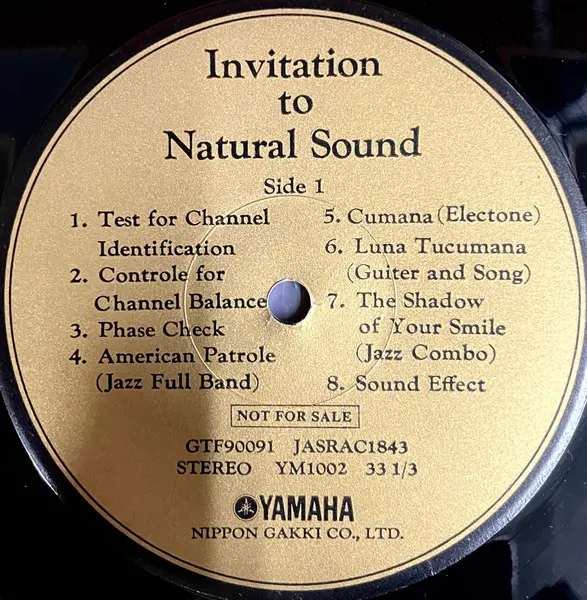 Invitation
to
Natural Sound
Side 1
1. Test for Channel
Identification
2. Controle for
Channel Balance
3. Phase Check
4. American Patrole
(Jazz Full Band)
5. Cumana (Electone)
6. Luna Tucumana
(Guiter and Song)
7. The Shadow
of Your Smile
(Jazz Combo)
8. Sound Effect
NOT FOR SALE
GTF90091 JASRAC1843
STEREO YM1002 33 1/3
YAMAHA
NIPPON GAKKI CO., LTD.